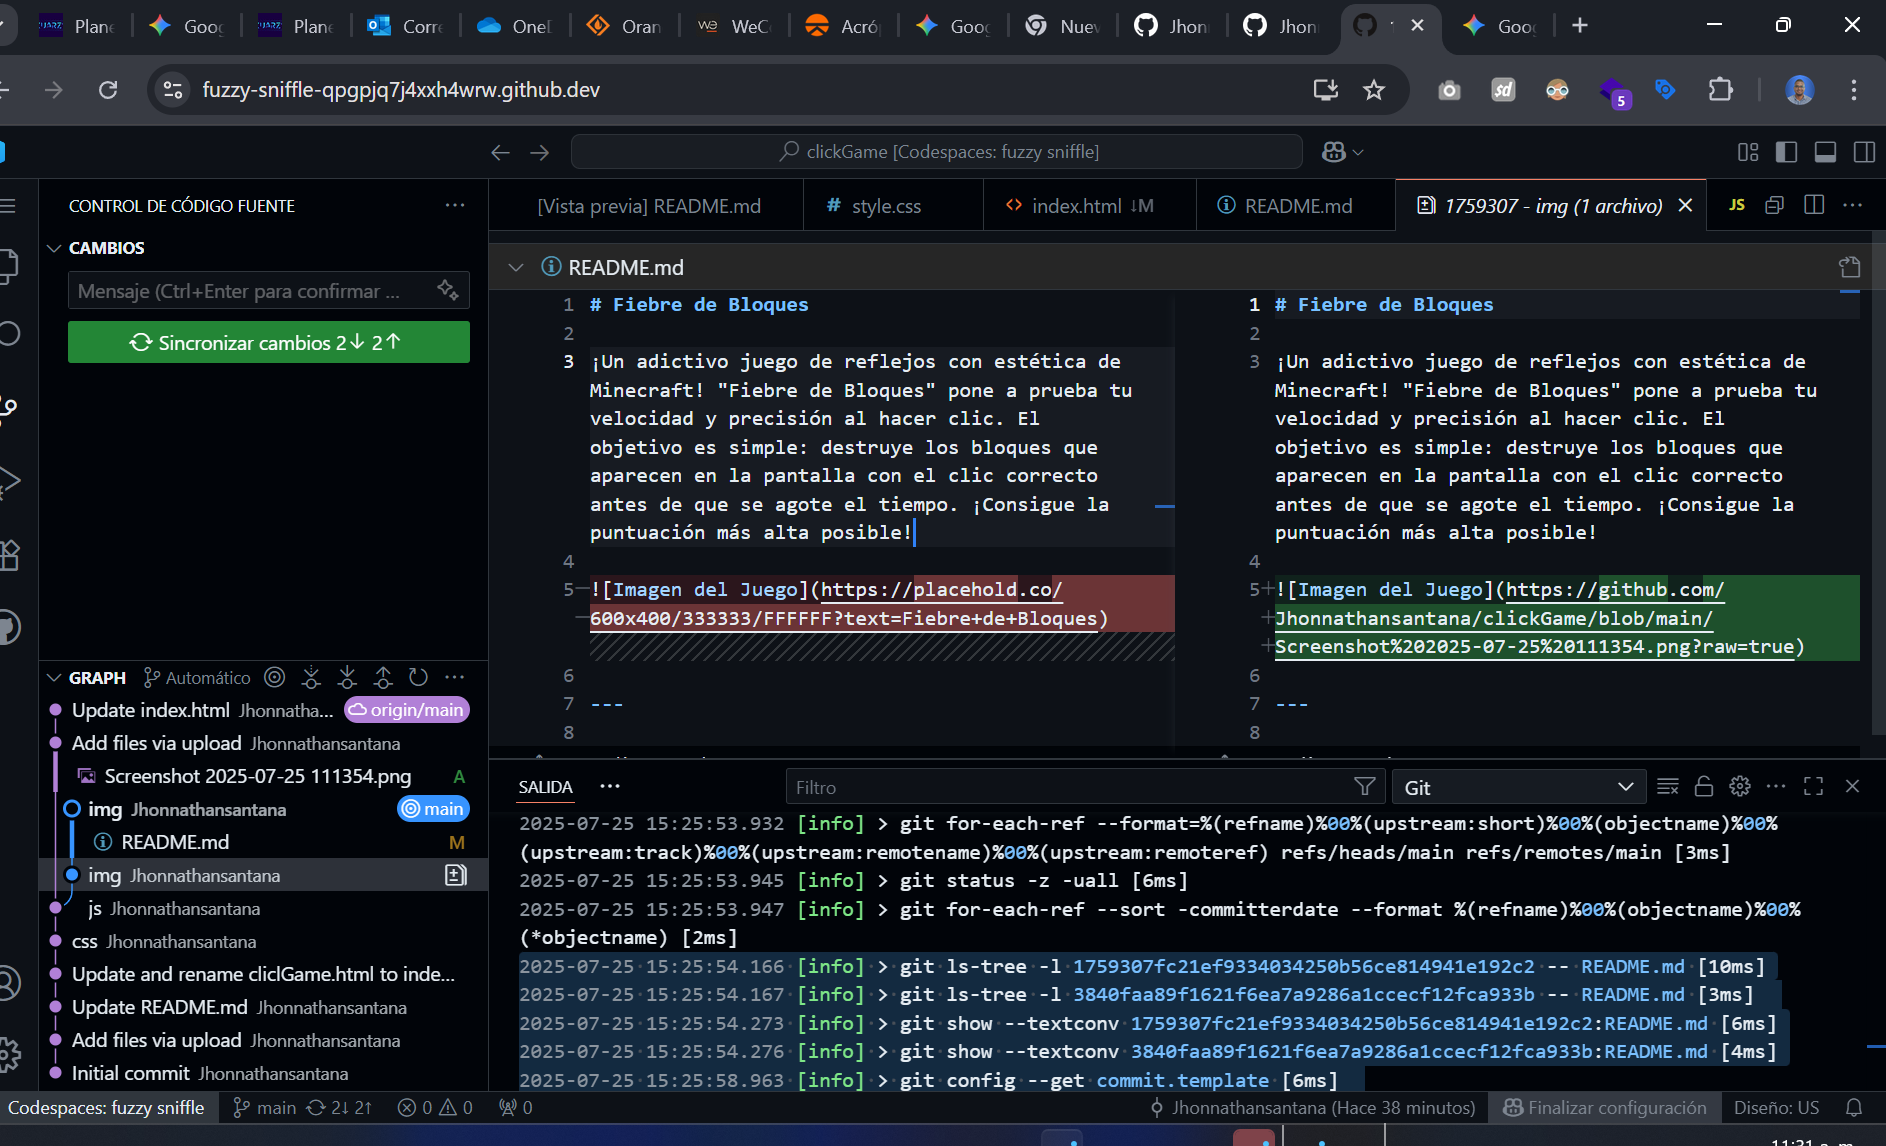 Plane
Goog
Plane
Corre
OneD
Oran
we WeCo
Acróp
Goog
Nuev
Jhon
Jhon
Goog
fuzzy-sniffle-qpgpjq7j4xxh4wrw.github.dev
sd
5
clickGame [Codespaces: fuzzy sniffle]
CONTROL DE CÓDIGO FUENTE
CAMBIOS
Mensaje (Ctrl+Enter para confirmar ...
Sincronizar cambios 2↓ 2↑
[Vista previa] README.md
# style.css
<> index.html ↓M
README.md
1759307 - img (1 archivo)
JS
README.md
1 # Fiebre de Bloques
2
3 ¡Un adictivo juego de reflejos con estética de
Minecraft! "Fiebre de Bloques" pone a prueba tu
velocidad y precisión al hacer clic. El
objetivo es simple: destruye los bloques que
aparecen en la pantalla con el clic correcto
antes de que se agote el tiempo. ¡Consigue la
puntuación más alta posible!
4
5− ![Imagen del Juego](https://placehold.co/
− 600x400/333333/FFFFFF?text=Fiebre+de+Bloques)
6
7 ---
8
1 # Fiebre de Bloques
2
3 ¡Un adictivo juego de reflejos con estética de
Minecraft! "Fiebre de Bloques" pone a prueba tu
velocidad y precisión al hacer clic. El
objetivo es simple: destruye los bloques que
aparecen en la pantalla con el clic correcto
antes de que se agote el tiempo. ¡Consigue la
puntuación más alta posible!
4
5+ ![Imagen del Juego](https://github.com/
+ Jhonnathansantana/clickGame/blob/main/
+ Screenshot%202025-07-25%20111354.png?raw=true)
6
7 ---
8
GRAPH Automático
Update index.html Jhonnatha... origin/main
Add files via upload Jhonnathansantana
Screenshot 2025-07-25 111354.png A
img Jhonnathansantana main
README.md M
img Jhonnathansantana
js Jhonnathansantana
css Jhonnathansantana
Update and rename cliclGame.html to inde...
Update README.md Jhonnathansantana
Add files via upload Jhonnathansantana
Initial commit Jhonnathansantana
SALIDA
Filtro
Git
2025-07-25 15:25:53.932 [info] > git for-each-ref --format=%(refname)%00%(upstream:short)%00%(objectname)%00%
(upstream:track)%00%(upstream:remotename)%00%(upstream:remoteref) refs/heads/main refs/remotes/main [3ms]
2025-07-25 15:25:53.945 [info] > git status -z -uall [6ms]
2025-07-25 15:25:53.947 [info] > git for-each-ref --sort -committerdate --format %(refname)%00%(objectname)%00%
(*objectname) [2ms]
2025-07-25 15:25:54.166 [info] > git ls-tree -l 1759307fc21ef9334034250b56ce814941e192c2 -- README.md [10ms]
2025-07-25 15:25:54.167 [info] > git ls-tree -l 3840faa89f1621f6ea7a9286a1ccecf12fca933b -- README.md [3ms]
2025-07-25 15:25:54.273 [info] > git show --textconv 1759307fc21ef9334034250b56ce814941e192c2:README.md [6ms]
2025-07-25 15:25:54.276 [info] > git show --textconv 3840faa89f1621f6ea7a9286a1ccecf12fca933b:README.md [4ms]
2025-07-25 15:25:58.963 [info] > git config --get commit.template [6ms]
Codespaces: fuzzy sniffle
main 2↓ 2↑
0 0
0
Jhonnathansantana (Hace 38 minutos)
Finalizar configuración
Diseño: US